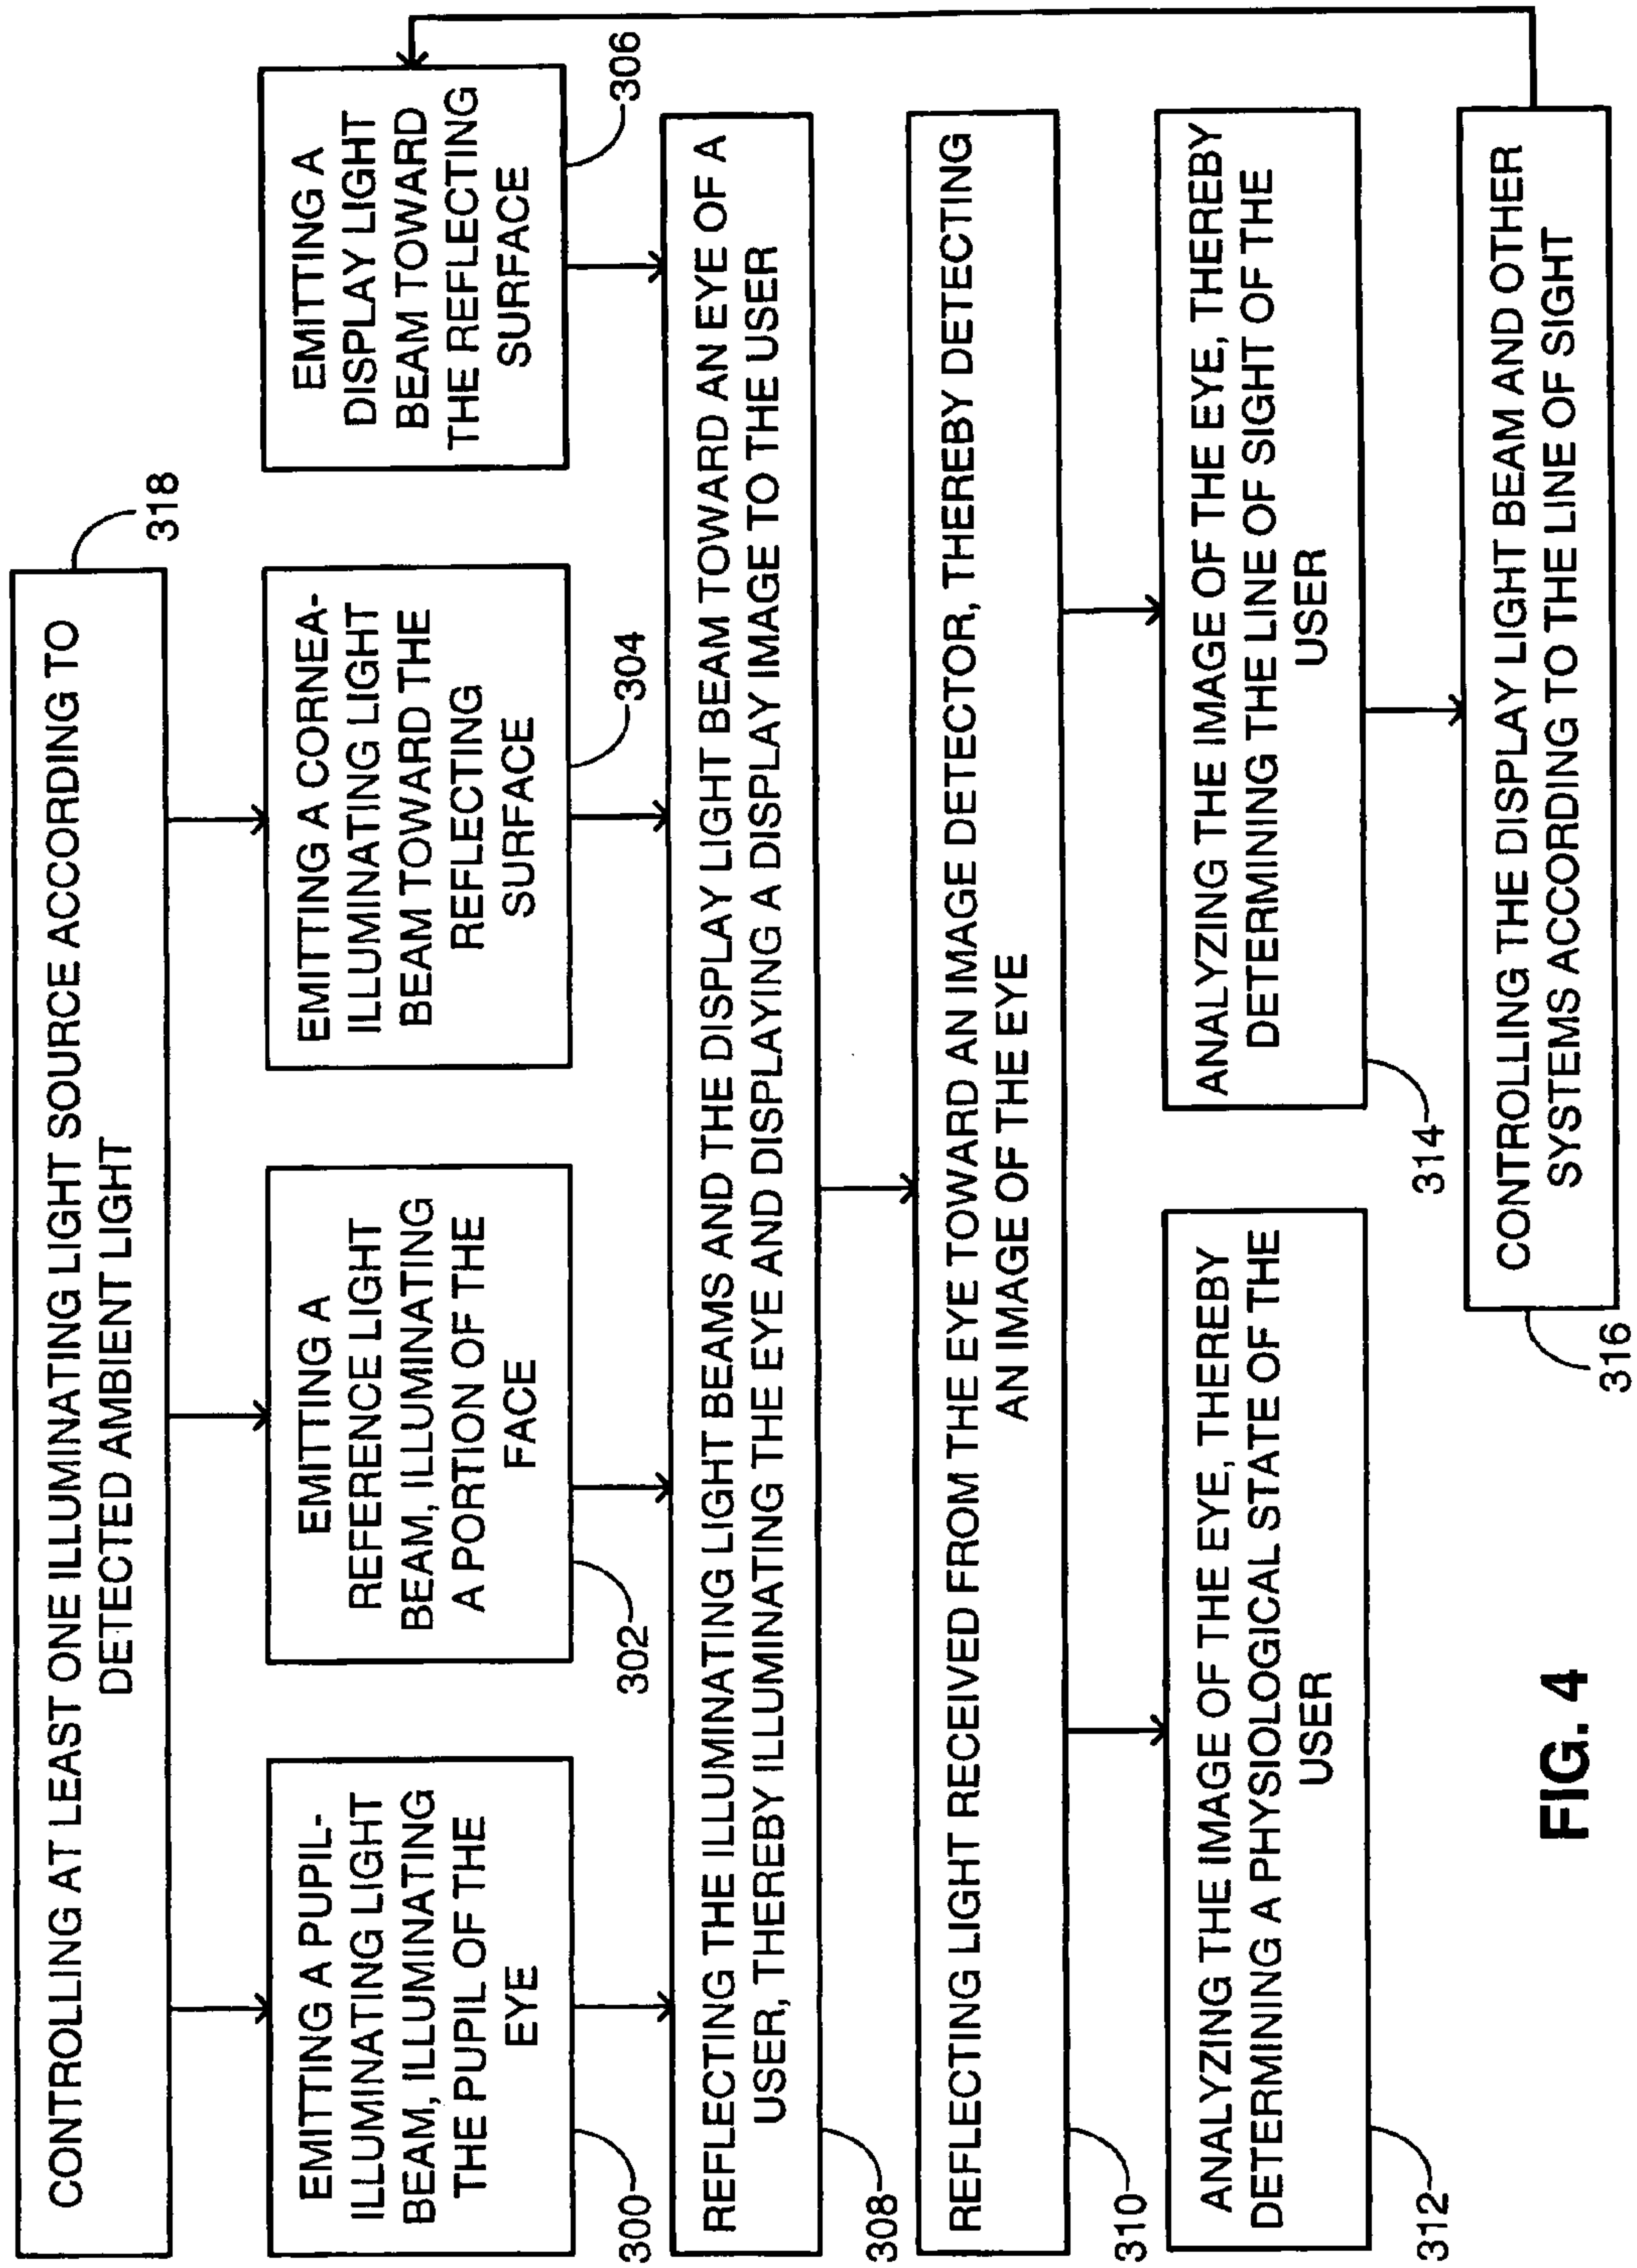 CONTROLLING AT LEAST ONE ILLUMINATING LIGHT SOURCE ACCORDING TO
DETECTED AMBIENT LIGHT
318
EMITTING A PUPIL-
ILLUMINATING LIGHT
BEAM, ILLUMINATING
THE PUPIL OF THE
EYE
300
EMITTING A
REFERENCE LIGHT
BEAM, ILLUMINATING
A PORTION OF THE
FACE
302
EMITTING A CORNEA-
ILLUMINATING LIGHT
BEAM TOWARD THE
REFLECTING
SURFACE
304
EMITTING A
DISPLAY LIGHT
BEAM TOWARD
THE REFLECTING
SURFACE
306
REFLECTING THE ILLUMINATING LIGHT BEAMS AND THE DISPLAY LIGHT BEAM TOWARD AN EYE OF A
USER, THEREBY ILLUMINATING THE EYE AND DISPLAYING A DISPLAY IMAGE TO THE USER
308
REFLECTING LIGHT RECEIVED FROM THE EYE TOWARD AN IMAGE DETECTOR, THEREBY DETECTING
AN IMAGE OF THE EYE
310
ANALYZING THE IMAGE OF THE EYE, THEREBY
DETERMINING A PHYSIOLOGICAL STATE OF THE
USER
312
ANALYZING THE IMAGE OF THE EYE, THEREBY
DETERMINING THE LINE OF SIGHT OF THE
USER
314
CONTROLLING THE DISPLAY LIGHT BEAM AND OTHER
SYSTEMS ACCORDING TO THE LINE OF SIGHT
316
FIG. 4